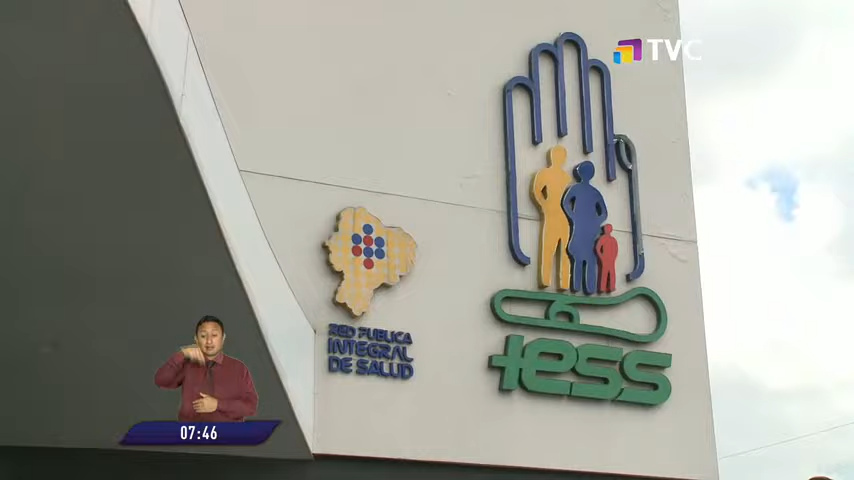 TVC
RED PUBLICA
INTEGRAL
DE SALUD
IESS
07:46